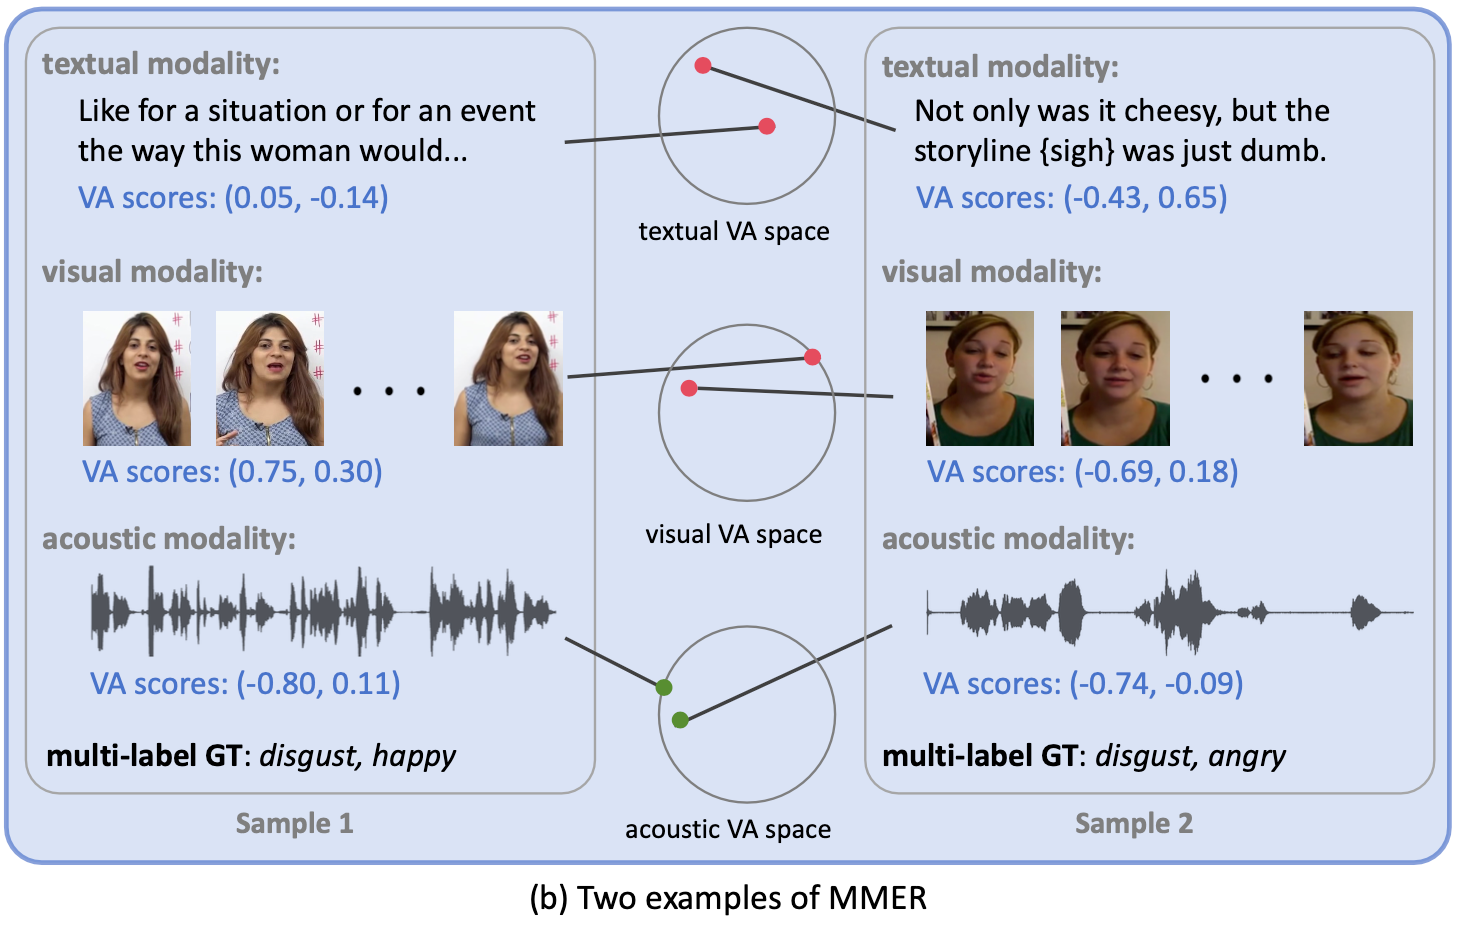 textual modality:
Like for a situation or for an event
the way this woman would...
VA scores: (0.05, -0.14)
visual modality:
# # #
# # #
# # #
. . .
VA scores: (0.75, 0.30)
acoustic modality:
VA scores: (-0.80, 0.11)
multi-label GT: disgust, happy
Sample 1
textual VA space
visual VA space
acoustic VA space
textual modality:
Not only was it cheesy, but the
storyline {sigh} was just dumb.
VA scores: (-0.43, 0.65)
visual modality:
. . .
VA scores: (-0.69, 0.18)
acoustic modality:
VA scores: (-0.74, -0.09)
multi-label GT: disgust, angry
Sample 2
(b) Two examples of MMER